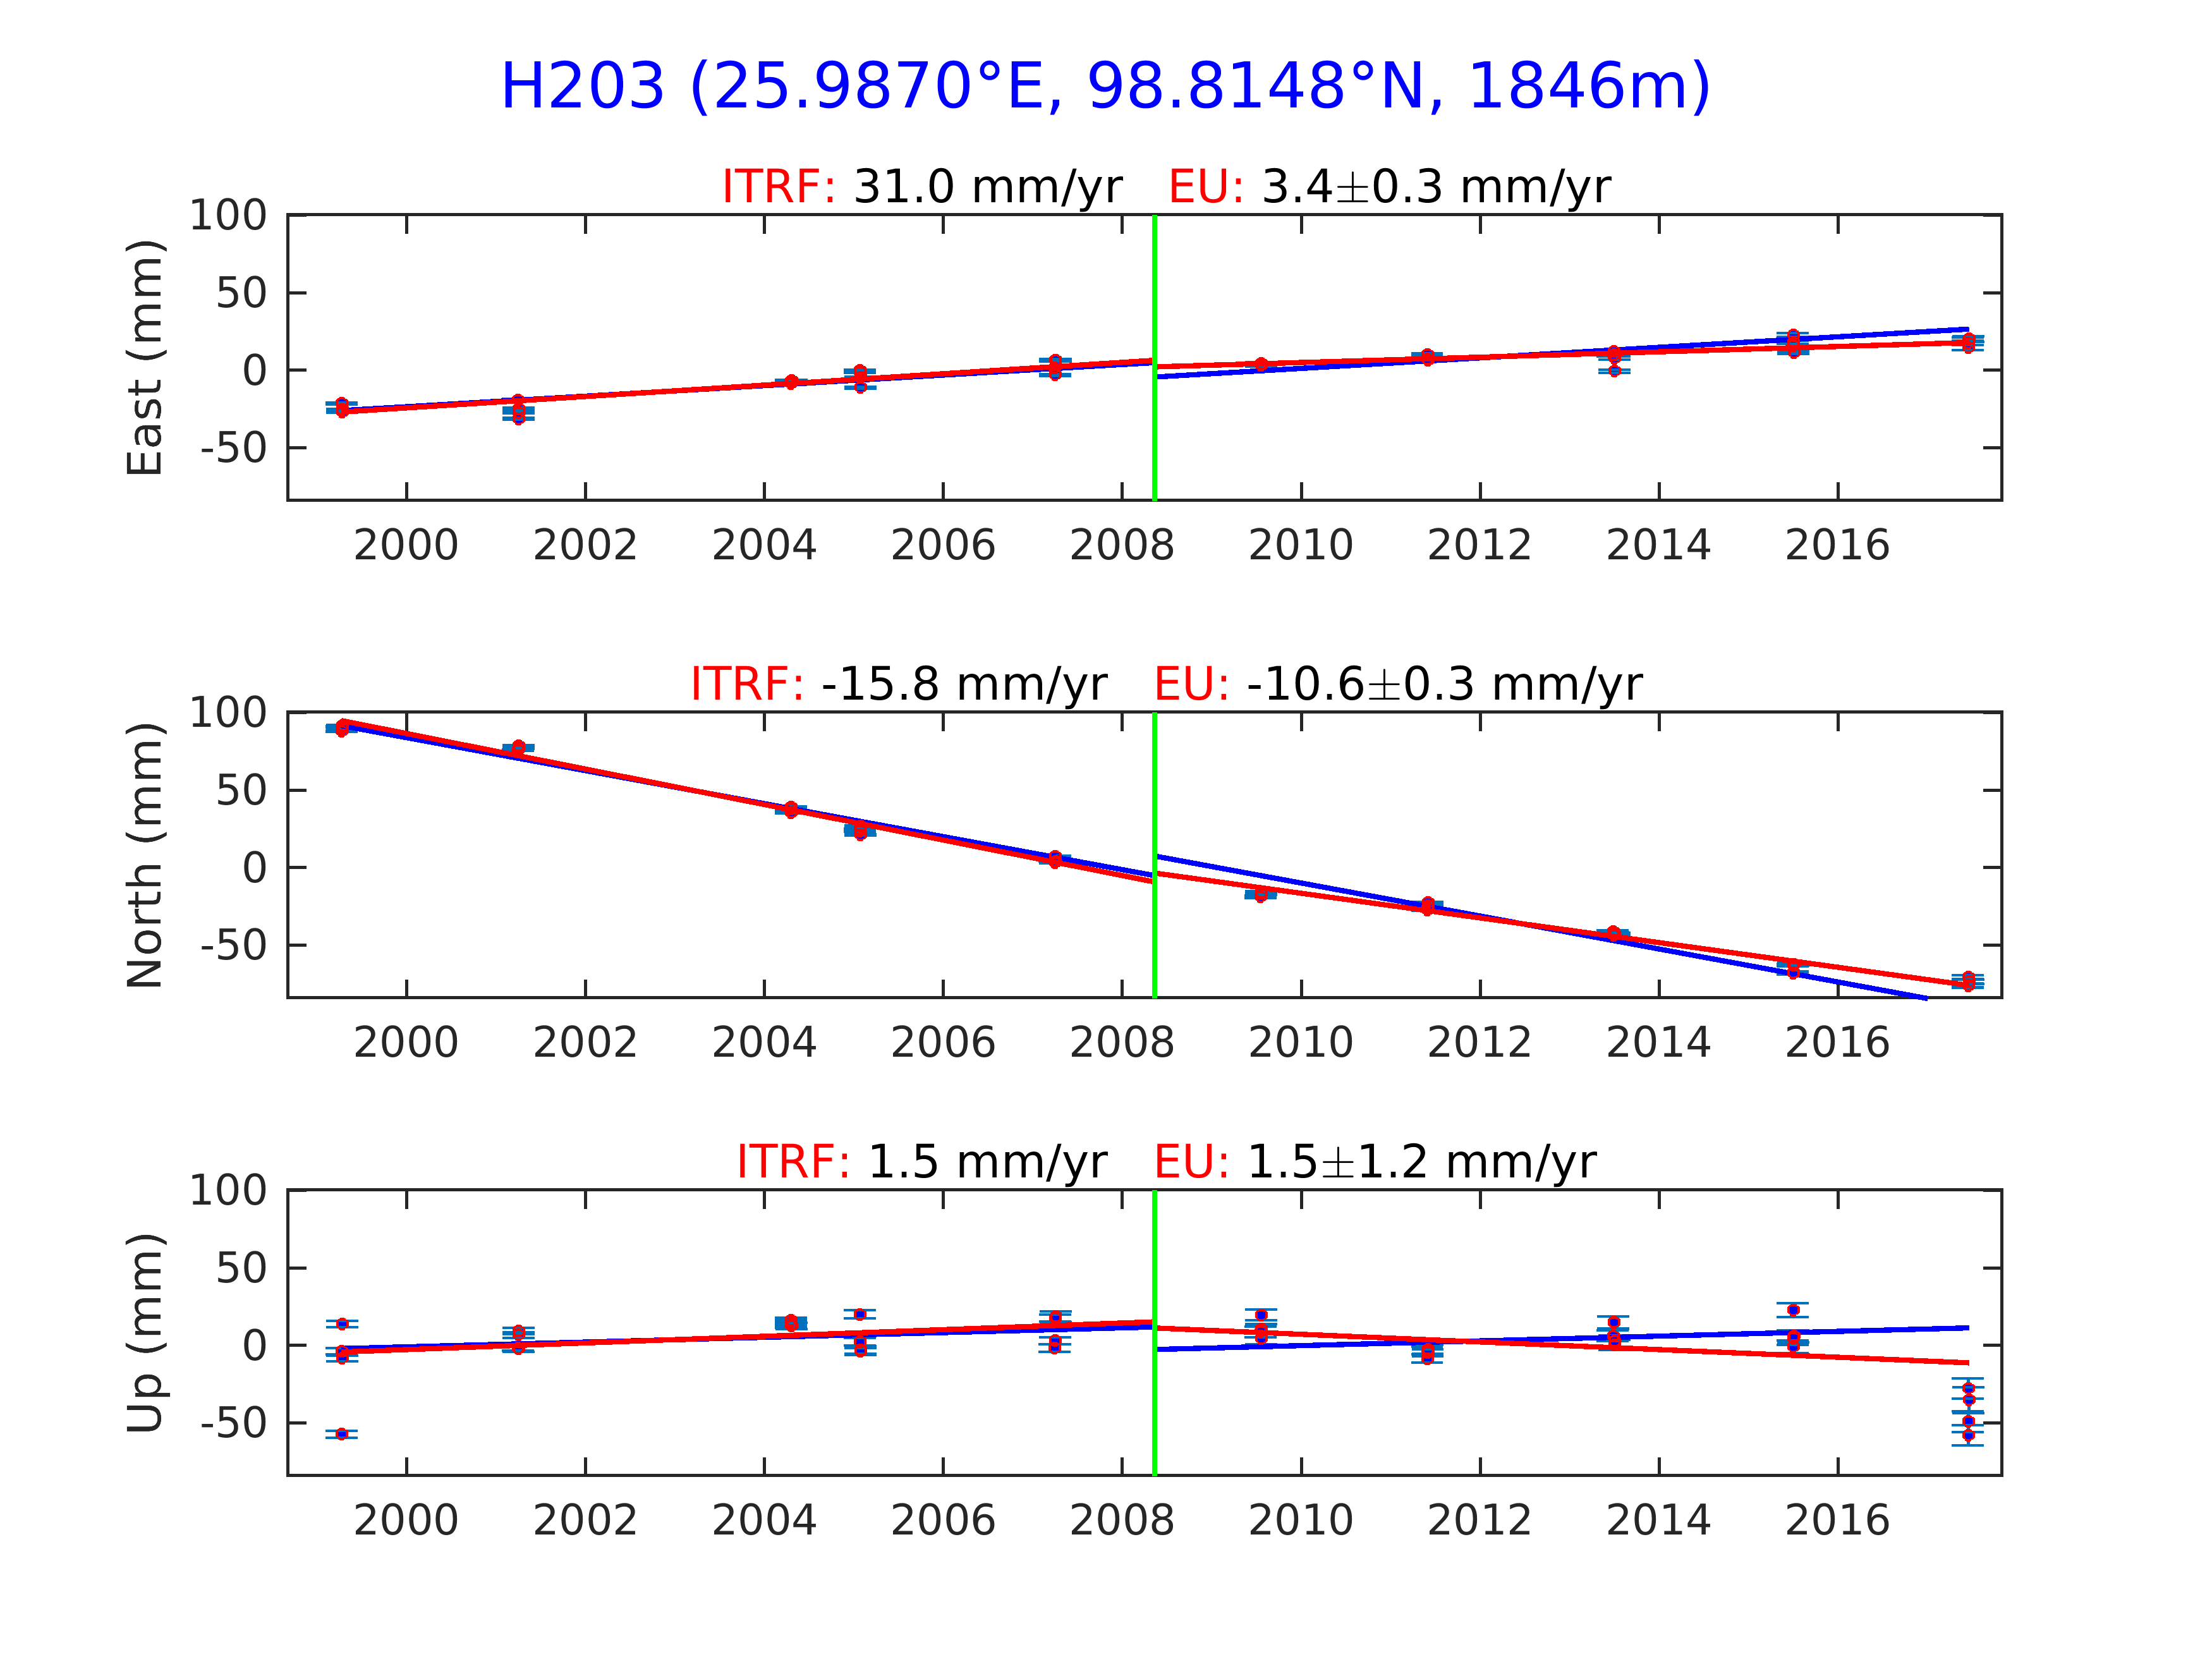 H203 (25.9870°E, 98.8148°N, 1846m)
ITRF: 31.0 mm/yr EU: 3.4±0.3 mm/yr
East (mm)
100
50
0
-50
2000 2002 2004 2006 2008 2010 2012 2014 2016
ITRF: -15.8 mm/yr EU: -10.6±0.3 mm/yr
North (mm)
100
50
0
-50
2000 2002 2004 2006 2008 2010 2012 2014 2016
ITRF: 1.5 mm/yr EU: 1.5±1.2 mm/yr
Up (mm)
100
50
0
-50
2000 2002 2004 2006 2008 2010 2012 2014 2016